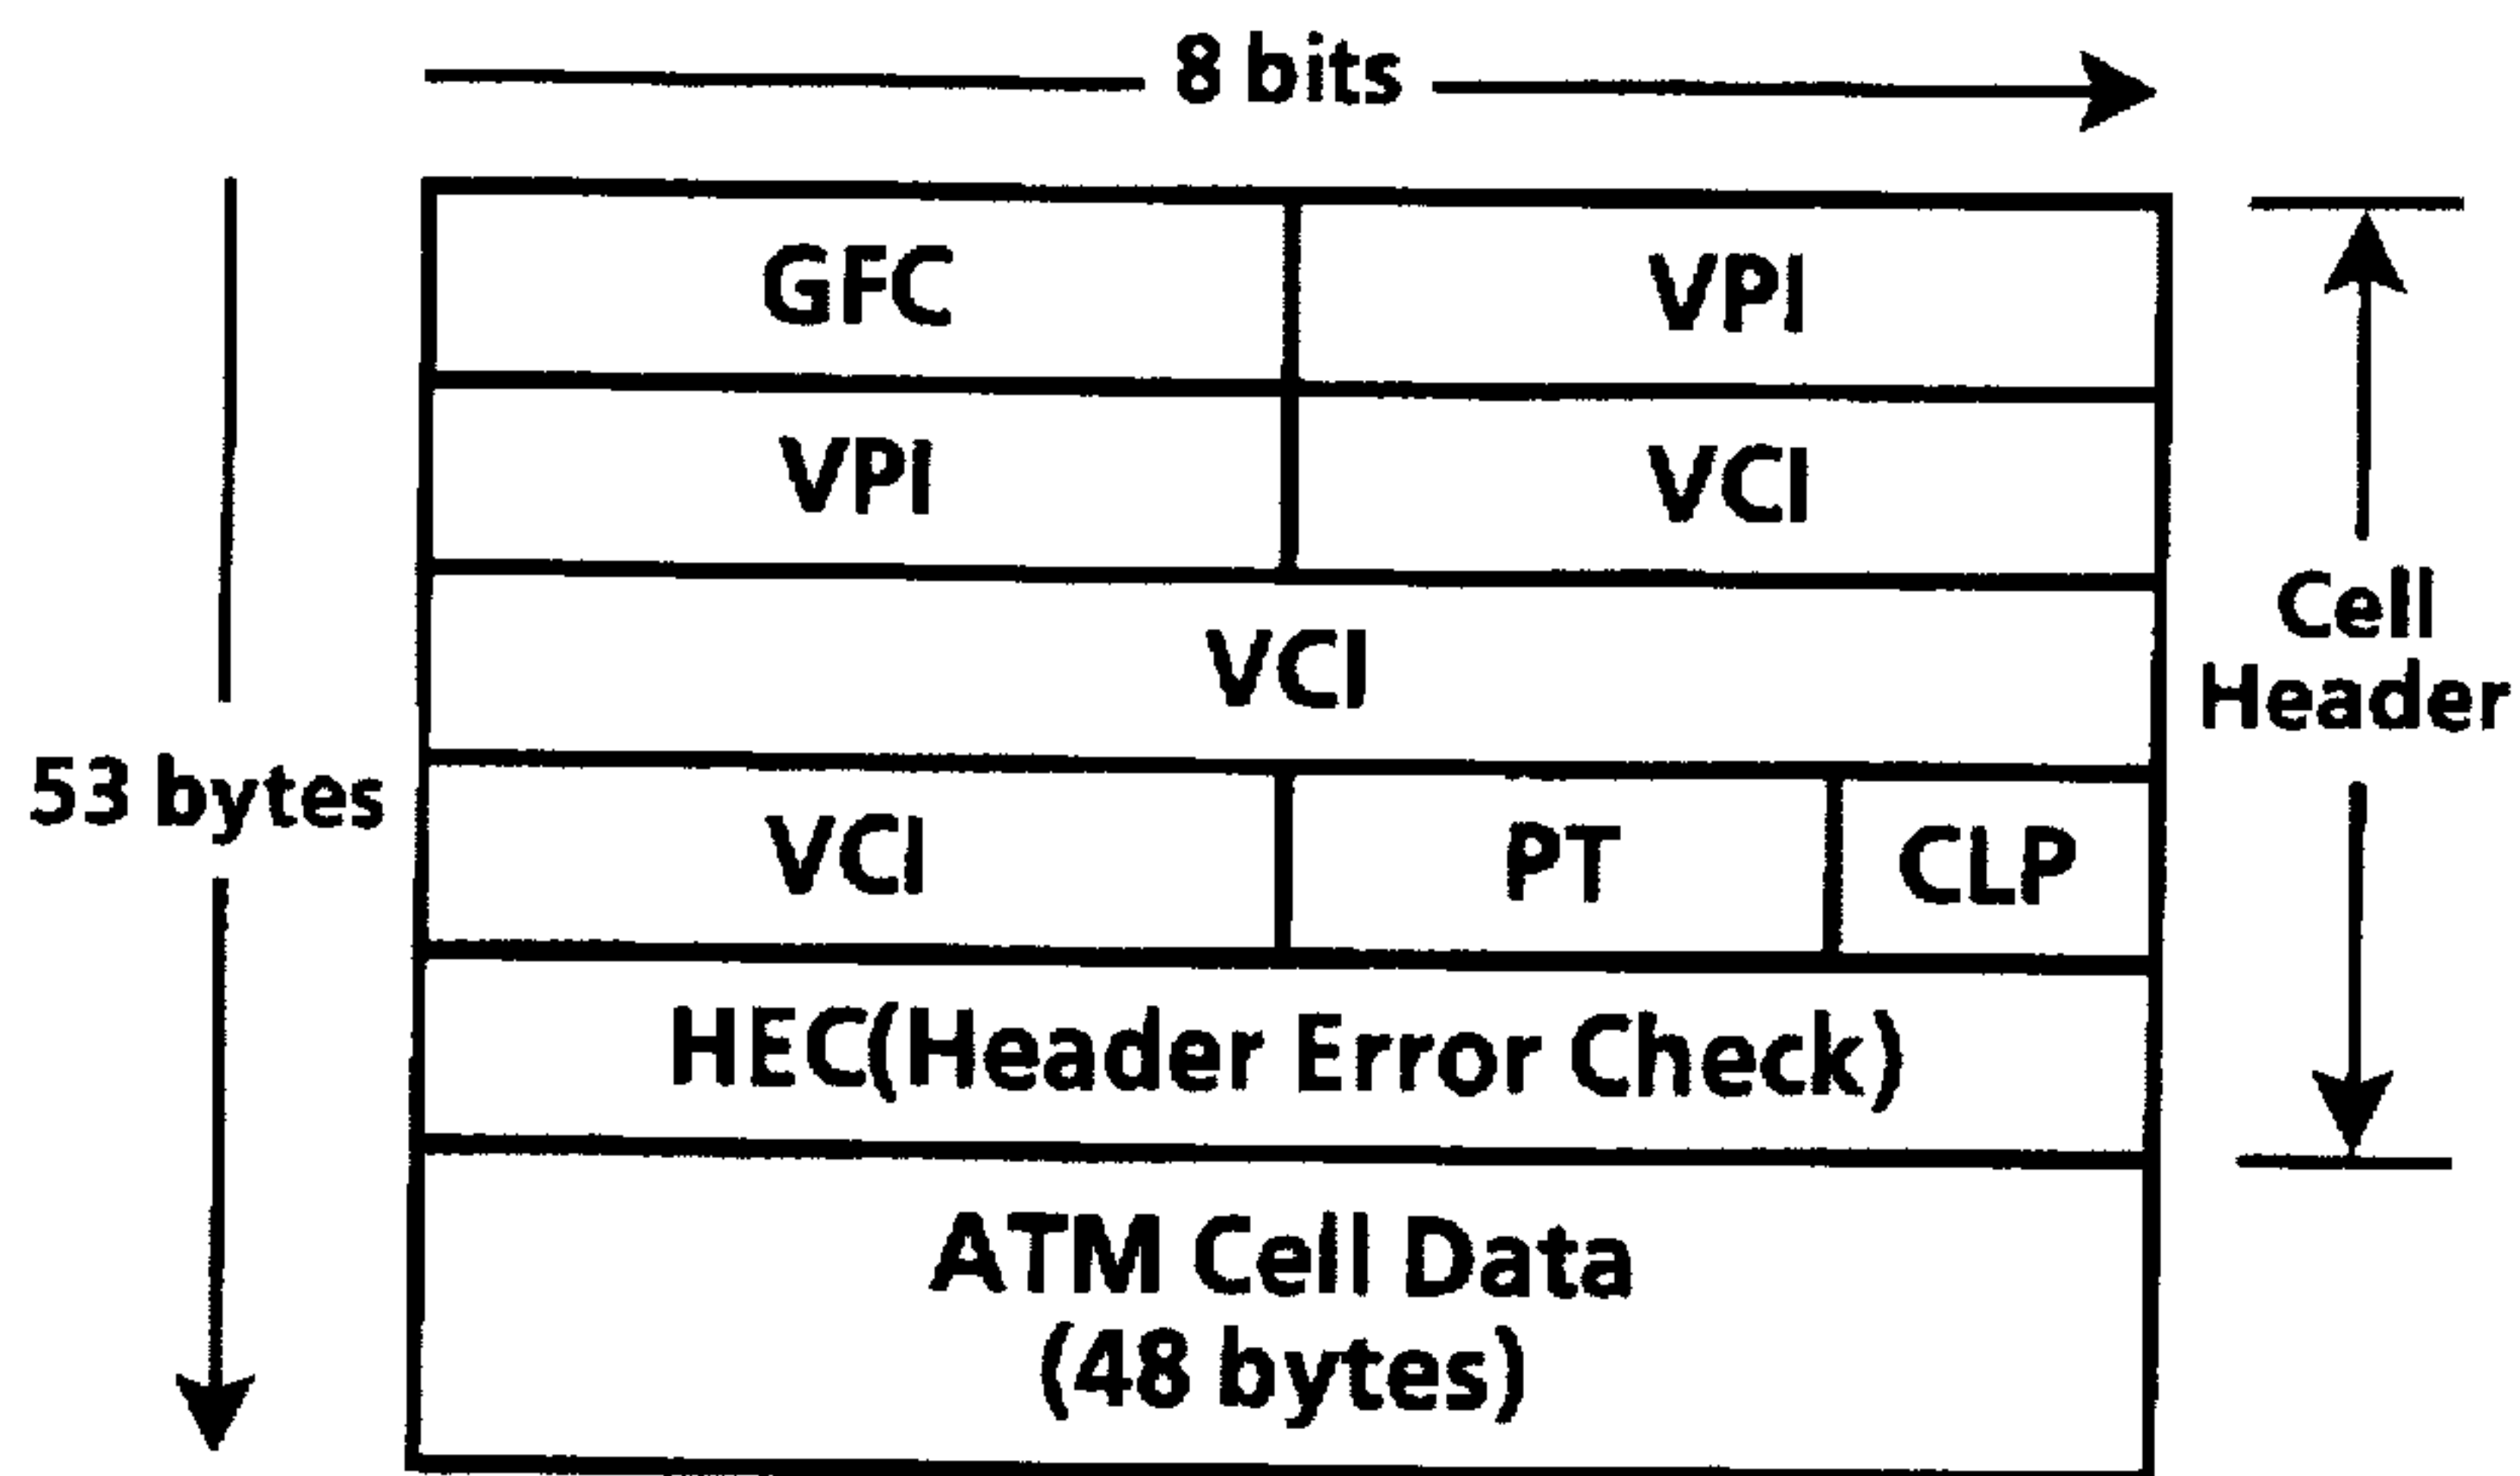 8 bits
GFC VPI
VPI VCI
VCI
Cell
Header
53 bytes
VCI PT CLP
HEC(Header Error Check)
ATM Cell Data
(48 bytes)